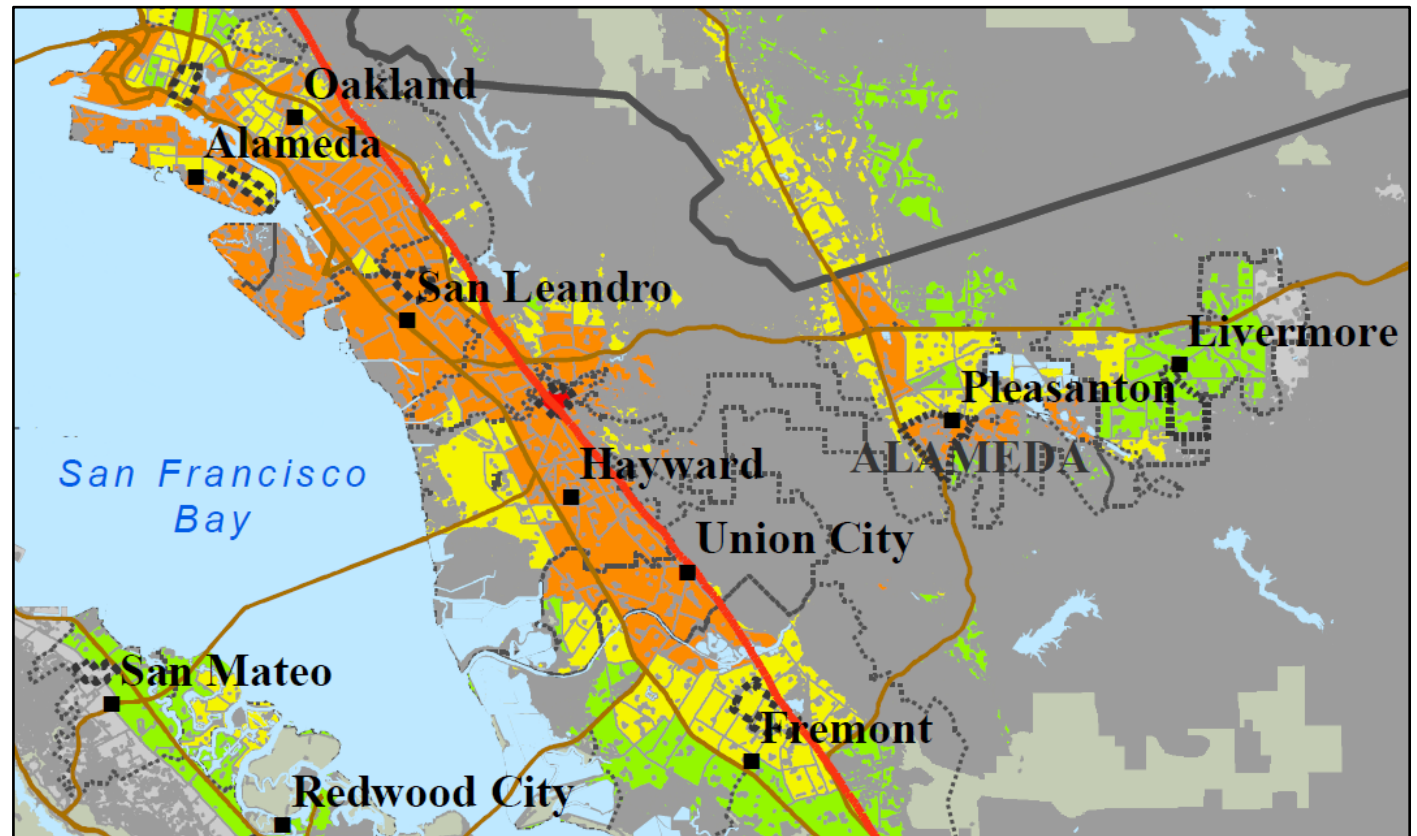 Oakland
Alameda
San Leandro
Livermore
Pleasanton
ALAMEDA
Hayward
San Francisco
Bay
Union City
San Mateo
Fremont
Redwood City